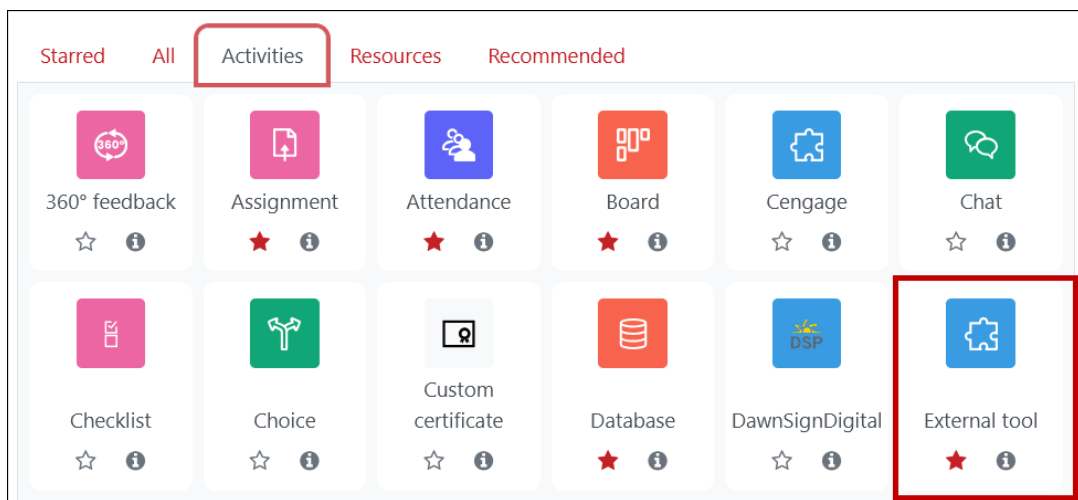 Starred All Activities Resources Recommended
360°
360° feedback Assignment Attendance Board Cengage Chat
DSP
Custom
Checklist Choice certificate Database DawnSignDigital External tool